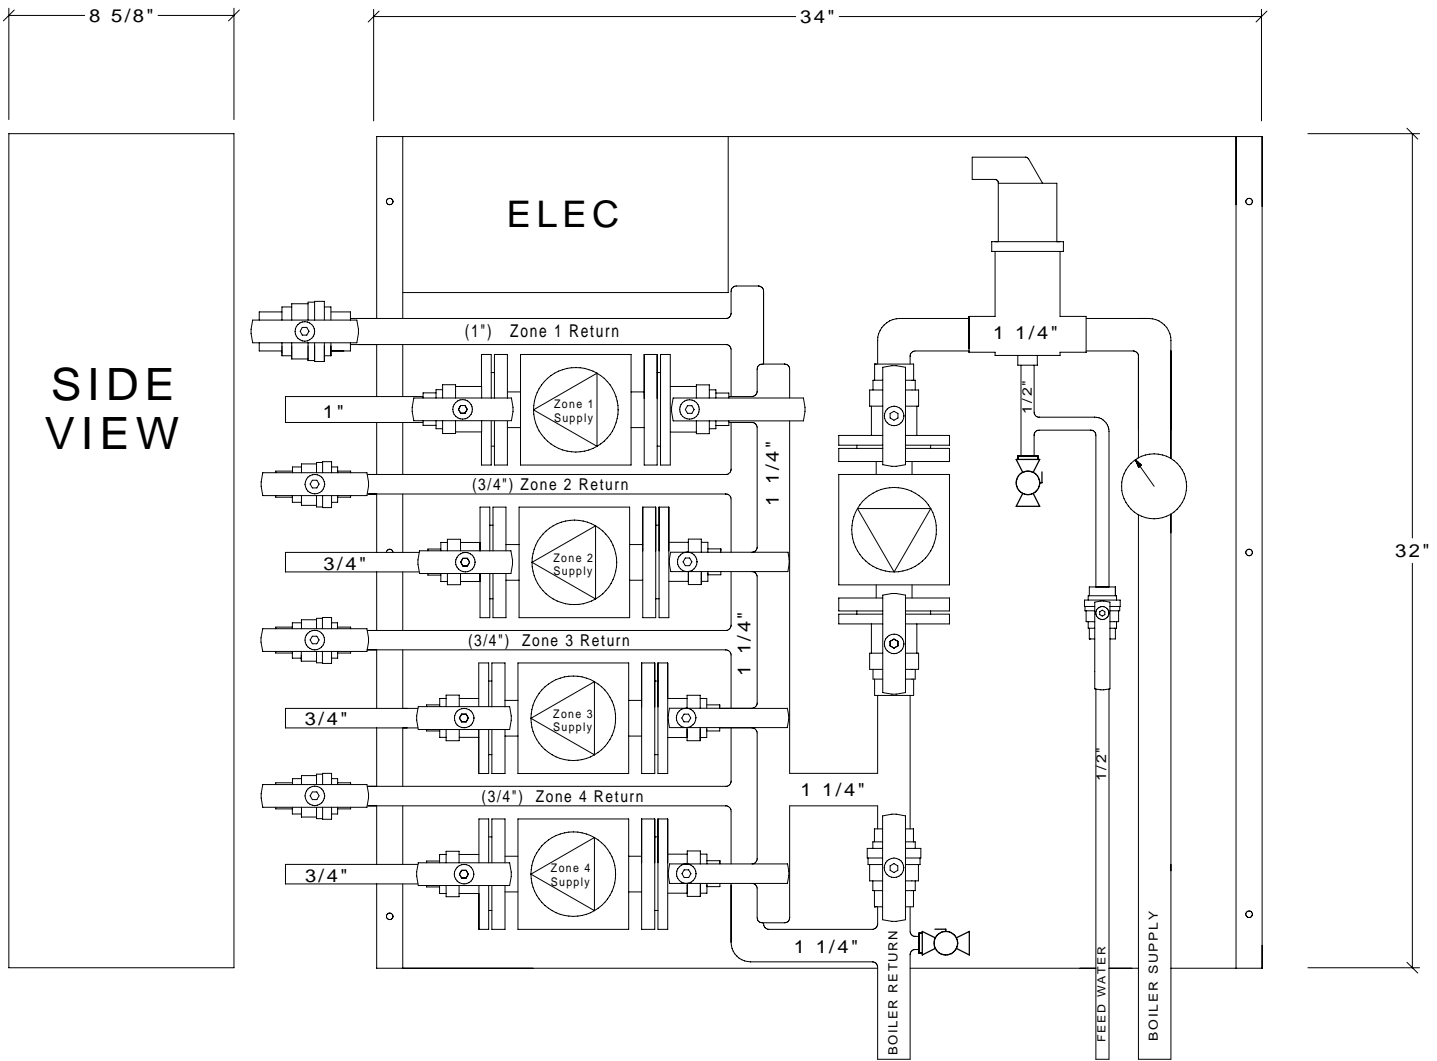 8 5/8"
34"
ELEC
SIDE
VIEW
(1") Zone 1 Return
1 1/4"
1"
Zone 1
Supply
1/2"
1 1/4"
(3/4") Zone 2 Return
32"
3/4"
Zone 2
Supply
1 1/4"
(3/4") Zone 3 Return
3/4"
Zone 3
Supply
1/2"
1 1/4"
(3/4") Zone 4 Return
3/4"
Zone 4
Supply
1 1/4"
BOILER RETURN
FEED WATER
BOILER SUPPLY